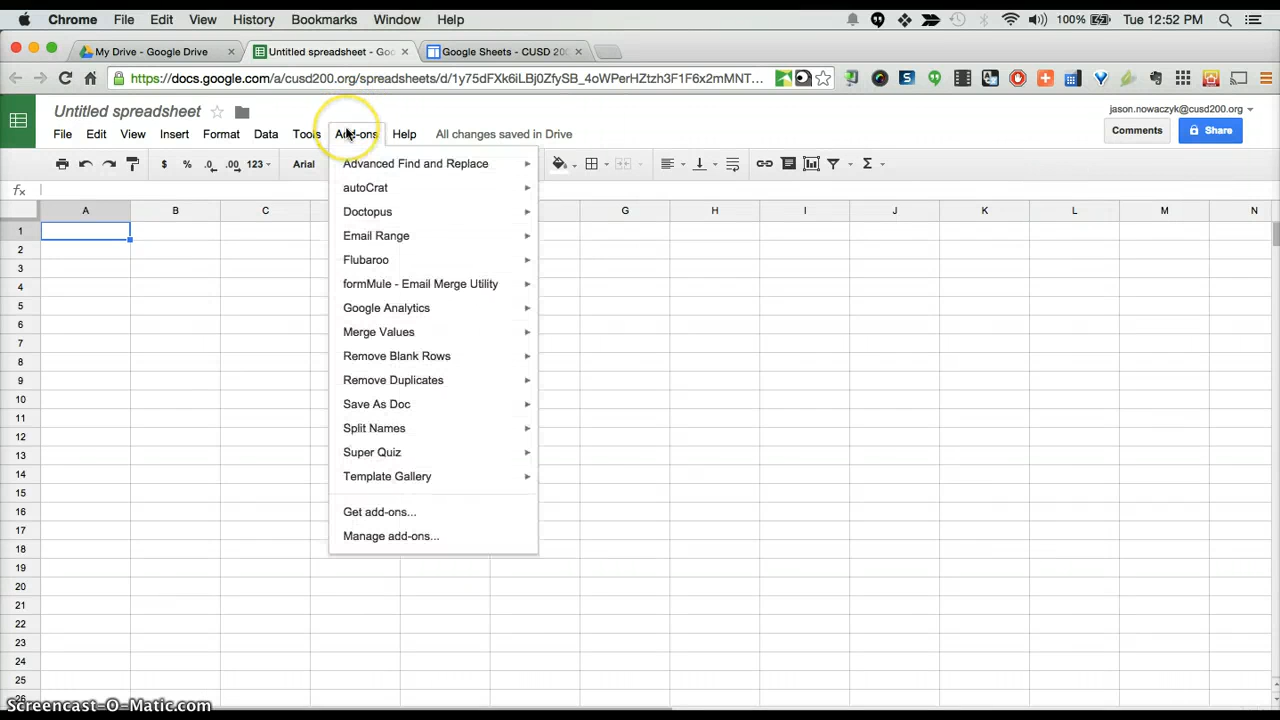 Chrome File Edit View History Bookmarks Window Help 100% Tue 12:52 PM
My Drive - Google Drive × Untitled spreadsheet - Goo × Google Sheets - CUSD 200 ×
https://docs.google.com/a/cusd200.org/spreadsheets/d/1y75dFXk6iLBj0ZfySB_4oWPerHZtzh3F1F6x2mMNT...
Untitled spreadsheet jason.nowaczyk@cusd200.org
File Edit View Insert Format Data Tools Add-ons Help All changes saved in Drive Comments Share
$ % .0 .00 123 Arial Σ
fx
A B C G H I J K L M N
1
2
3
4
5
6
7
8
9
10
11
12
13
14
15
16
17
18
19
20
21
22
23
24
25
26
Advanced Find and Replace
autoCrat
Doctopus
Email Range
Flubaroo
formMule - Email Merge Utility
Google Analytics
Merge Values
Remove Blank Rows
Remove Duplicates
Save As Doc
Split Names
Super Quiz
Template Gallery
Get add-ons...
Manage add-ons...
Screencast-O-Matic.com